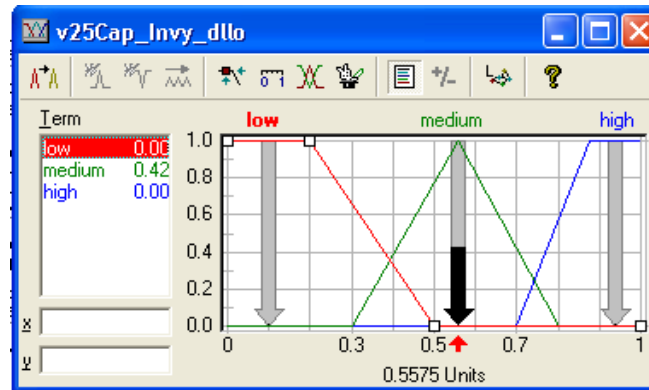 v25Cap_Invy_dllo
Term
low 0.00
medium 0.42
high 0.00
x
y
low medium high
1.0
0.8
0.6
0.4
0.2
0.0
0 0.3 0.5 0.7 1
0.5575 Units